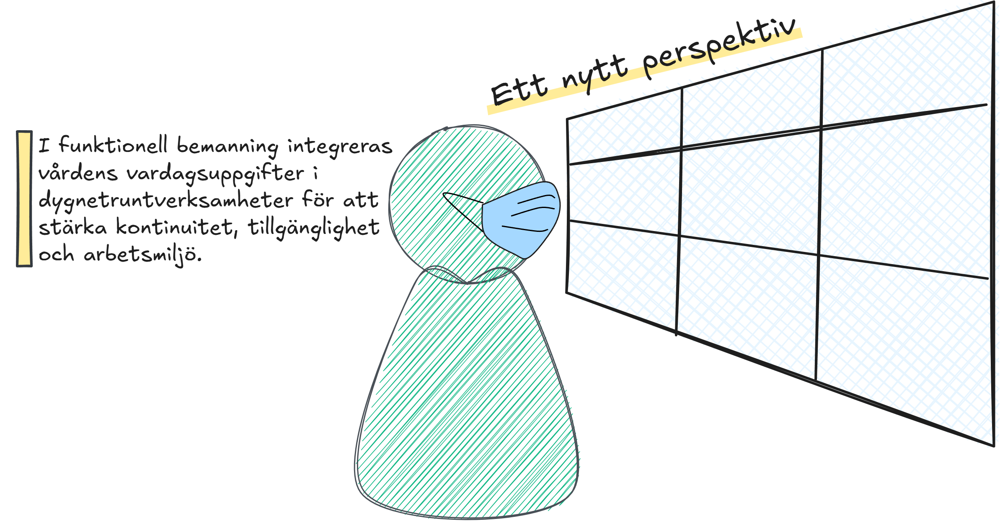 Ett nytt perspektiv
I funktionell bemanning integreras
vårdens vardagsuppgifter i
dygnetruntverksamheter för att
stärka kontinuitet, tillgänglighet
och arbetsmiljö.